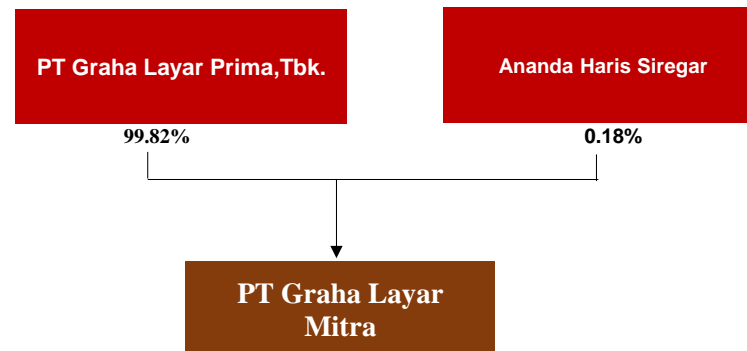 PT Graha Layar Prima,Tbk.
Ananda Haris Siregar
99.82%
0.18%
PT Graha Layar
Mitra